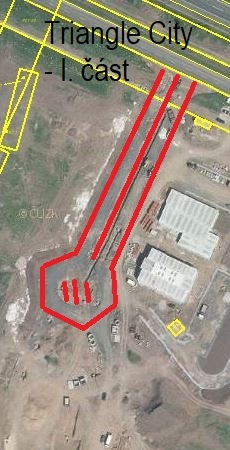 Triangle City
- I. část
© ČÚZK